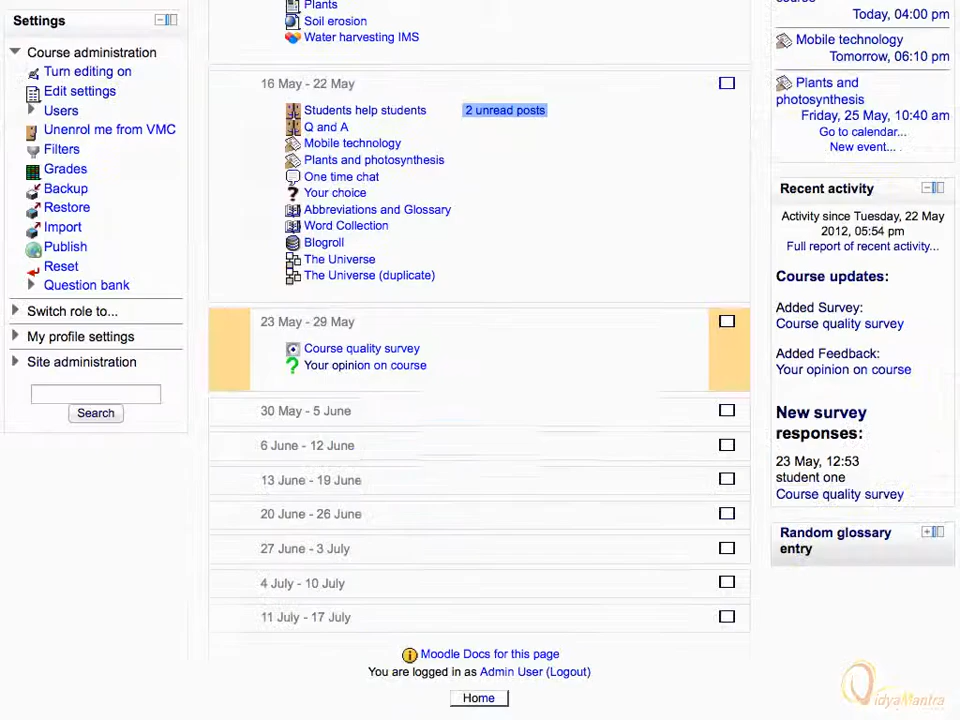 Settings
Course administration
Turn editing on
Edit settings
Users
Unenrol me from VMC
Filters
Grades
Backup
Restore
Import
Publish
Reset
Question bank
Switch role to...
My profile settings
Site administration
Search
Plants
Soil erosion
Water harvesting IMS
16 May - 22 May
Students help students 2 unread posts
Q and A
Mobile technology
Plants and photosynthesis
One time chat
Your choice
Abbreviations and Glossary
Word Collection
Blogroll
The Universe
The Universe (duplicate)
23 May - 29 May
Course quality survey
Your opinion on course
30 May - 5 June
6 June - 12 June
13 June - 19 June
20 June - 26 June
27 June - 3 July
4 July - 10 July
11 July - 17 July
Moodle Docs for this page
You are logged in as Admin User (Logout)
Home
course
Today, 04:00 pm
Mobile technology
Tomorrow, 06:10 pm
Plants and
photosynthesis
Friday, 25 May, 10:40 am
Go to calendar...
New event...
Recent activity
Activity since Tuesday, 22 May
2012, 05:54 pm
Full report of recent activity...
Course updates:
Added Survey:
Course quality survey
Added Feedback:
Your opinion on course
New survey
responses:
23 May, 12:53
student one
Course quality survey
Random glossary
entry
VidyaMantra